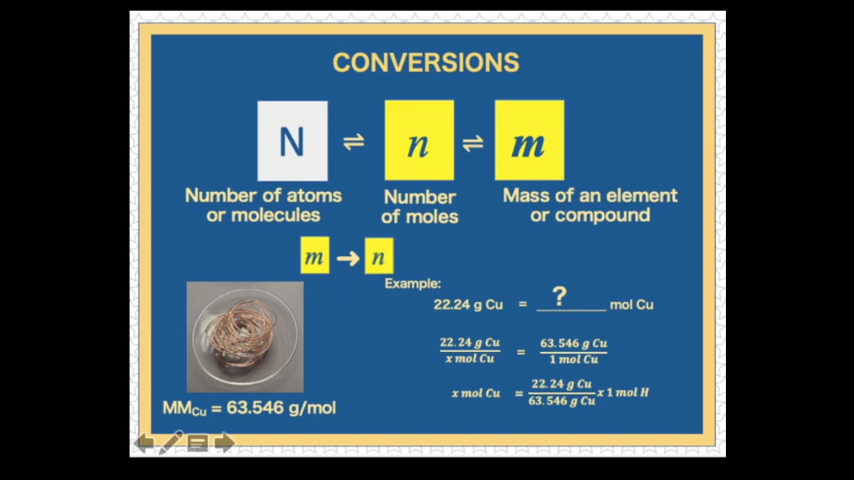 CONVERSIONS
N ⇌ n ⇌ m
Number of atoms
or molecules
Number
of moles
Mass of an element
or compound
m → n
Example:
22.24 g Cu = ? mol Cu
22.24 g Cu / x mol Cu = 63.546 g Cu / 1 mol Cu
x mol Cu = 22.24 g Cu / 63.546 g Cu x 1 mol H
MMCu = 63.546 g/mol